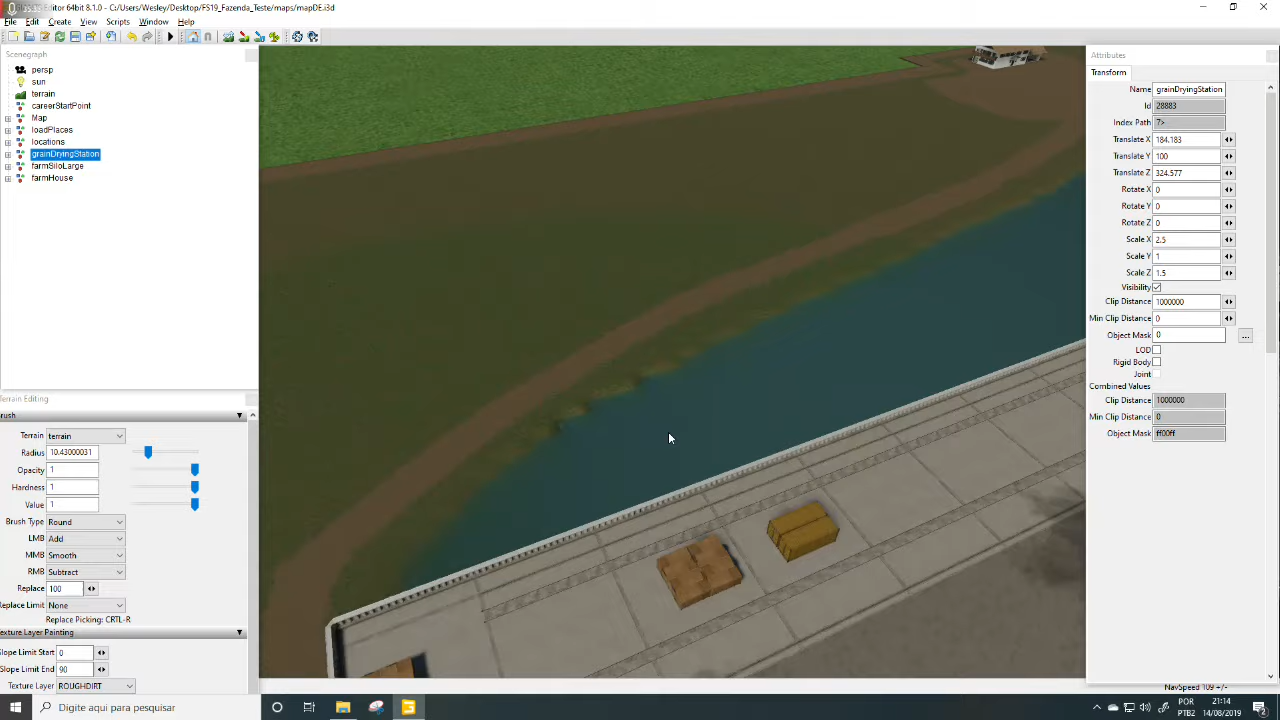 Editor 64bit 8.1.0 - C:/Users/Wesley/Desktop/FS19_Fazenda_Teste/maps/mapDE.i3d
File Edit Create View Scripts Window Help
Scenegraph
persp
sun
terrain
careerStartPoint
Map
loadPlaces
locations
grainDryingStation
farmSiloLarge
farmHouse
Terrain Editing
Brush
Terrain terrain
Radius 10.43000031
Opacity 1
Hardness 1
Value 1
Brush Type Round
LMB Add
MMB Smooth
RMB Subtract
Replace 100
Replace Limit None
Replace Picking: CRTL-R
Texture Layer Painting
Slope Limit Start 0
Slope Limit End 90
Texture Layer ROUGHDIRT
Attributes
Transform
Name grainDryingStation
Id 28883
Index Path 7>
Translate X 184.183
Translate Y 100
Translate Z 324.577
Rotate X 0
Rotate Y 0
Rotate Z 0
Scale X 2.5
Scale Y 1
Scale Z 1.5
Visibility
Clip Distance 1000000
Min Clip Distance 0
Object Mask 0 ...
LOD
Rigid Body
Joint
Combined Values
Clip Distance 1000000
Min Clip Distance 0
Object Mask ff00ff
NavSpeed 109 +/-
Digite aqui para pesquisar
POR
PTB2
21:14
14/08/2019
2